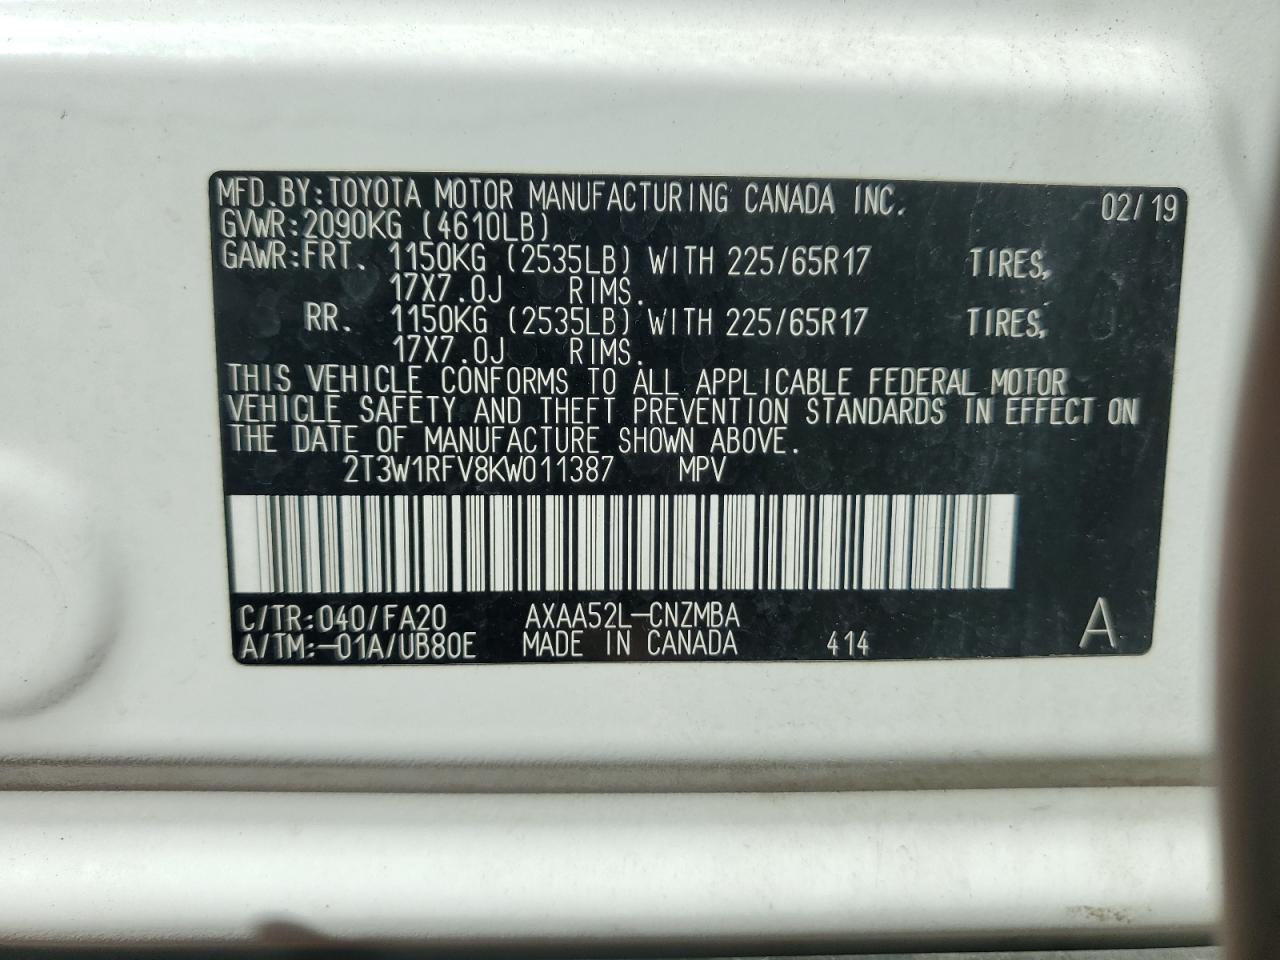 MFD.BY:TOYOTA MOTOR MANUFACTURING CANADA INC. 02/19
GVWR:2090KG (4610LB)
GAWR:FRT. 1150KG (2535LB) WITH 225/65R17 TIRES,
17X7.0J RIMS.
RR. 1150KG (2535LB) WITH 225/65R17 TIRES,
17X7.0J RIMS.
THIS VEHICLE CONFORMS TO ALL APPLICABLE FEDERAL MOTOR
VEHICLE SAFETY AND THEFT PREVENTION STANDARDS IN EFFECT ON
THE DATE OF MANUFACTURE SHOWN ABOVE.
2T3W1RFV8KW011387 MPV
C/TR:040/FA20 AXAA52L-CNZMBA A
A/TM:-01A/UB80E MADE IN CANADA 414